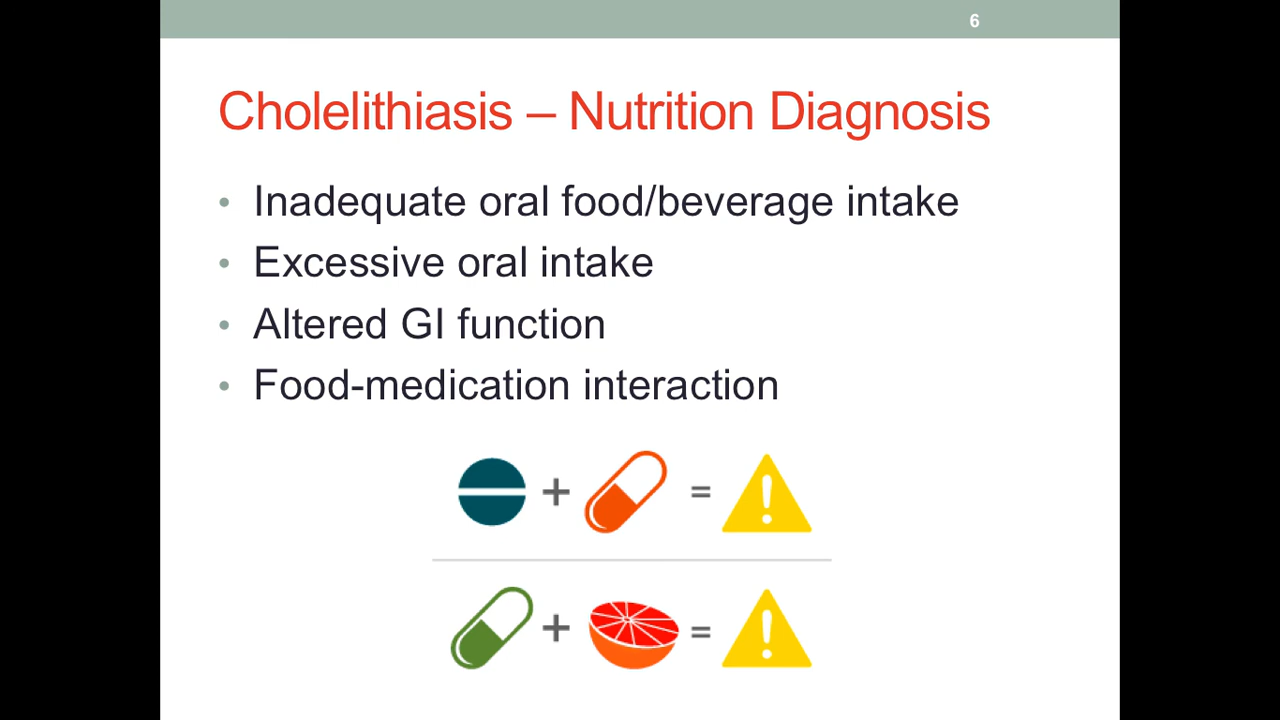 6
Cholelithiasis – Nutrition Diagnosis
• Inadequate oral food/beverage intake
• Excessive oral intake
• Altered GI function
• Food-medication interaction
+ = !
+ = !